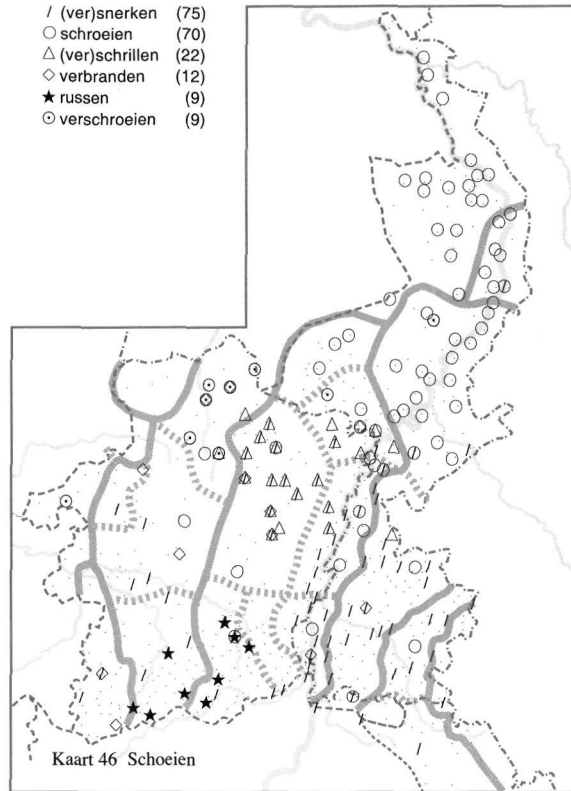 (ver)snerken (75)
schroeien (70)
(ver)schrillen (22)
verbranden (12)
russen (9)
verschroeien (9)
Kaart 46 Schoeien